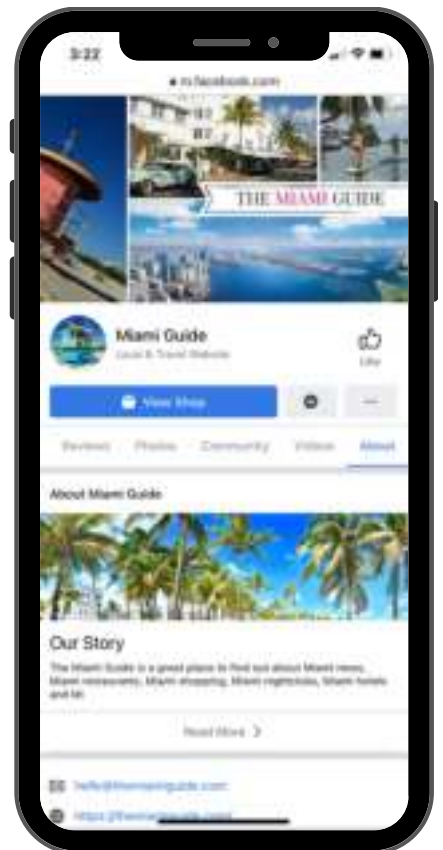 3:22
m.facebook.com
THE MIAMI GUIDE
Miami Guide
Local & Travel Website
Like
View Shop
Reviews Photos Community Videos About
About Miami Guide
Our Story
The Miami Guide is a great place to find out about Miami news,
Miami restaurants, Miami shopping, Miami nightclubs, Miami hotels
and
Read More
hello@themiamiguide.com